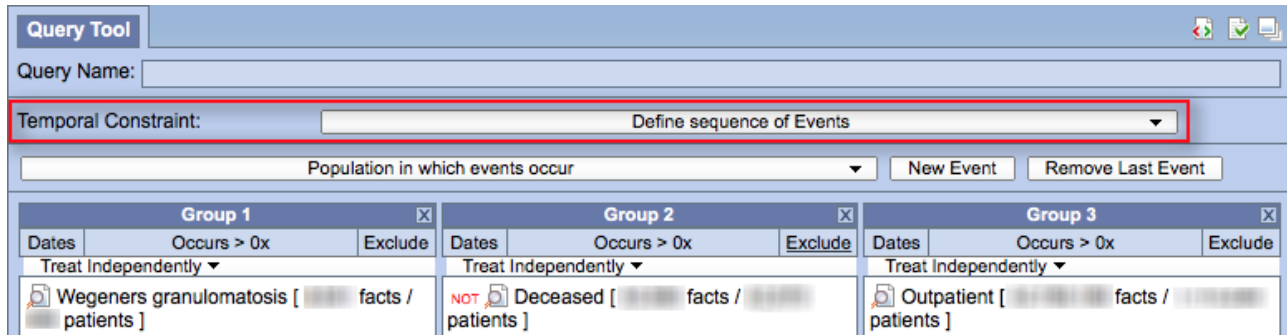 Query Tool
Query Name:
Temporal Constraint: Define sequence of Events
Population in which events occur New Event Remove Last Event
Group 1 X Group 2 X Group 3 X
Dates Occurs > 0x Exclude Dates Occurs > 0x Exclude Dates Occurs > 0x Exclude
Treat Independently Treat Independently Treat Independently
Wegeners granulomatosis [ facts / NOT Deceased [ facts / Outpatient [ facts /
patients ] patients ] patients ]